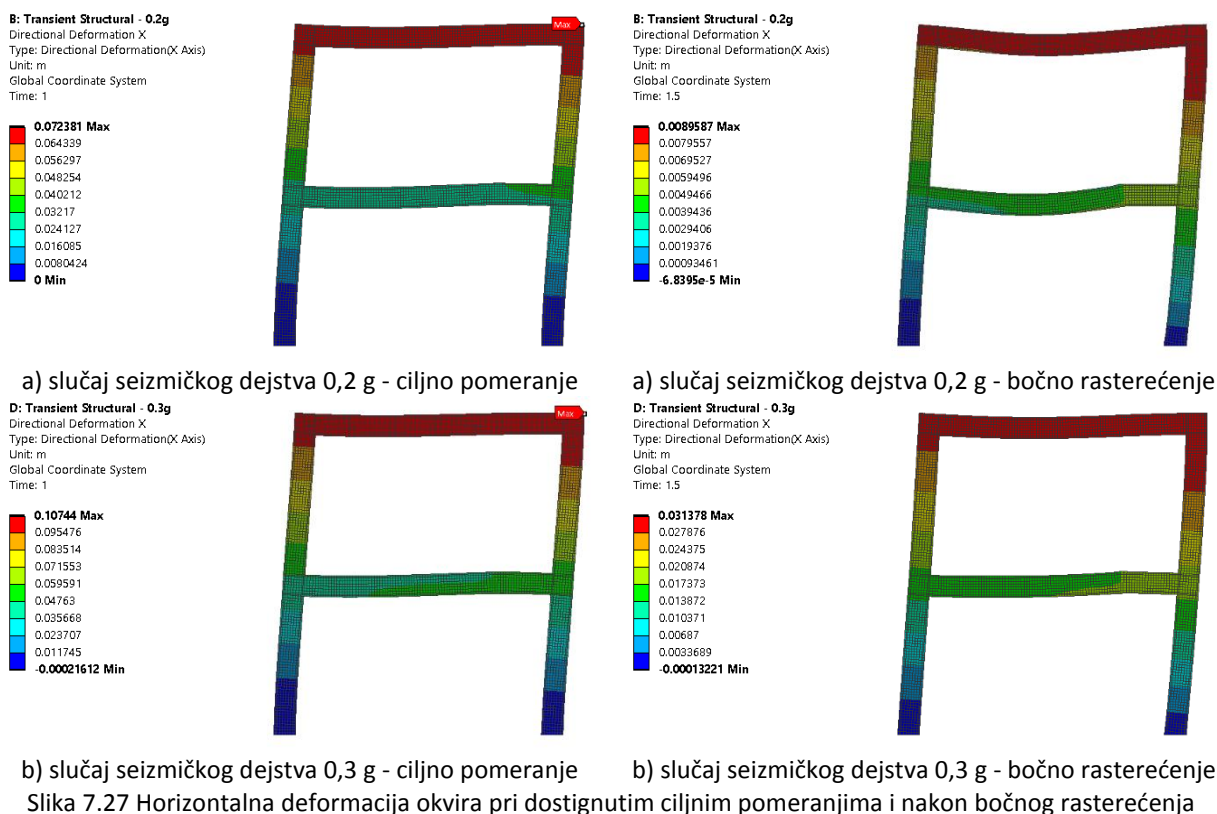 B: Transient Structural - 0.2g
Directional Deformation X
Type: Directional Deformation(X Axis)
Unit: m
Global Coordinate System
Time: 1
0.072381 Max
0.064339
0.056297
0.048254
0.040212
0.03217
0.024127
0.016085
0.0080424
0 Min
Max
B: Transient Structural - 0.2g
Directional Deformation X
Type: Directional Deformation(X Axis)
Unit: m
Global Coordinate System
Time: 1.5
0.0089587 Max
0.0079557
0.0069527
0.0059496
0.0049466
0.0039436
0.0029406
0.0019376
0.00093461
-6.8395e-5 Min
a) slučaj seizmičkog dejstva 0,2 g - ciljno pomeranje
a) slučaj seizmičkog dejstva 0,2 g - bočno rasterećenje
D: Transient Structural - 0.3g
Directional Deformation X
Type: Directional Deformation(X Axis)
Unit: m
Global Coordinate System
Time: 1
0.10744 Max
0.095476
0.083514
0.071553
0.059591
0.04763
0.035668
0.023707
0.011745
-0.00021612 Min
Max
D: Transient Structural - 0.3g
Directional Deformation X
Type: Directional Deformation(X Axis)
Unit: m
Global Coordinate System
Time: 1.5
0.031378 Max
0.027876
0.024375
0.020874
0.017373
0.013872
0.010371
0.00687
0.0033689
-0.00013221 Min
b) slučaj seizmičkog dejstva 0,3 g - ciljno pomeranje
b) slučaj seizmičkog dejstva 0,3 g - bočno rasterećenje
Slika 7.27 Horizontalna deformacija okvira pri dostignutim ciljnim pomeranjima i nakon bočnog rasterećenja